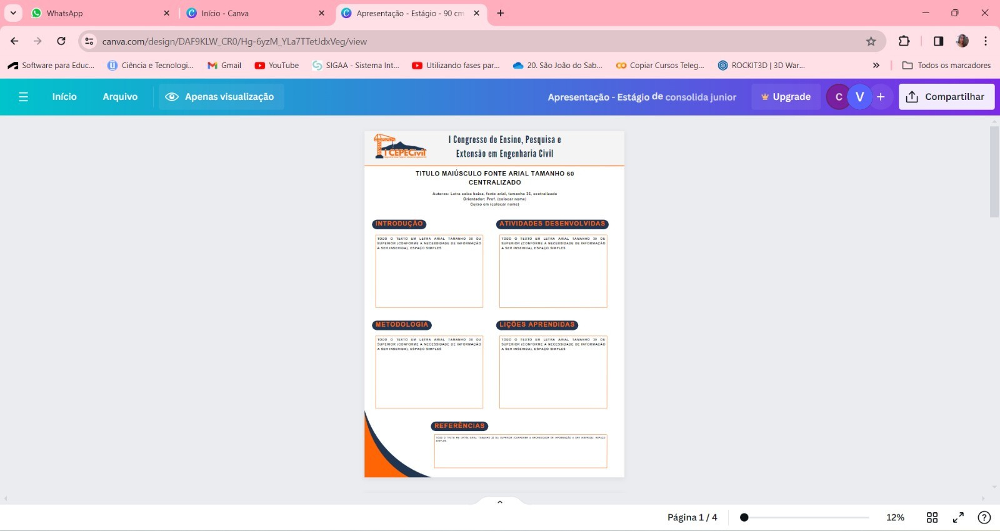 WhatsApp
Início - Canva
Apresentação - Estágio - 90 cm
canva.com/design/DAF9KLW_CR0/Hg-6yzM_YLa7TTetJdxVeg/view
Software para Educ...
Ciência e Tecnologi...
Gmail
YouTube
SIGAA - Sistema Int...
Utilizando fases par...
20. São João do Sab...
Copiar Cursos Teleg...
ROCKIT3D | 3D War...
Todos os marcadores
Início
Arquivo
Apenas visualização
Apresentação - Estágio de consolida junior
Upgrade
C
V
Compartilhar
I CEPECivil
I Congresso de Ensino, Pesquisa e
Extensão em Engenharia Civil
TITULO MAIÚSCULO FONTE ARIAL TAMANHO 60
CENTRALIZADO
Autores: Letra caixa baixa, fonte arial, tamanho 36, centralizado
Orientador: Prof. (colocar nome)
Curso em (colocar nome)
INTRODUÇÃO
TODO O TEXTO EM LETRA ARIAL TAMANHO 30 OU
SUPERIOR (CONFORME A NECESSIDADE DE INFORMAÇÃO
A SER INSERIDA), ESPAÇO SIMPLES
ATIVIDADES DESENVOLVIDAS
TODO O TEXTO EM LETRA ARIAL TAMANHO 30 OU
SUPERIOR (CONFORME A NECESSIDADE DE INFORMAÇÃO
A SER INSERIDA), ESPAÇO SIMPLES
METODOLOGIA
TODO O TEXTO EM LETRA ARIAL TAMANHO 30 OU
SUPERIOR (CONFORME A NECESSIDADE DE INFORMAÇÃO
A SER INSERIDA), ESPAÇO SIMPLES
LIÇÕES APRENDIDAS
TODO O TEXTO EM LETRA ARIAL TAMANHO 30 OU
SUPERIOR (CONFORME A NECESSIDADE DE INFORMAÇÃO
A SER INSERIDA), ESPAÇO SIMPLES
REFERÊNCIAS
TODO O TEXTO EM LETRA ARIAL TAMANHO 20 OU SUPERIOR (CONFORME A NECESSIDADE DE INFORMAÇÃO A SER INSERIDA), ESPAÇO
SIMPLES
Página 1 / 4
12%